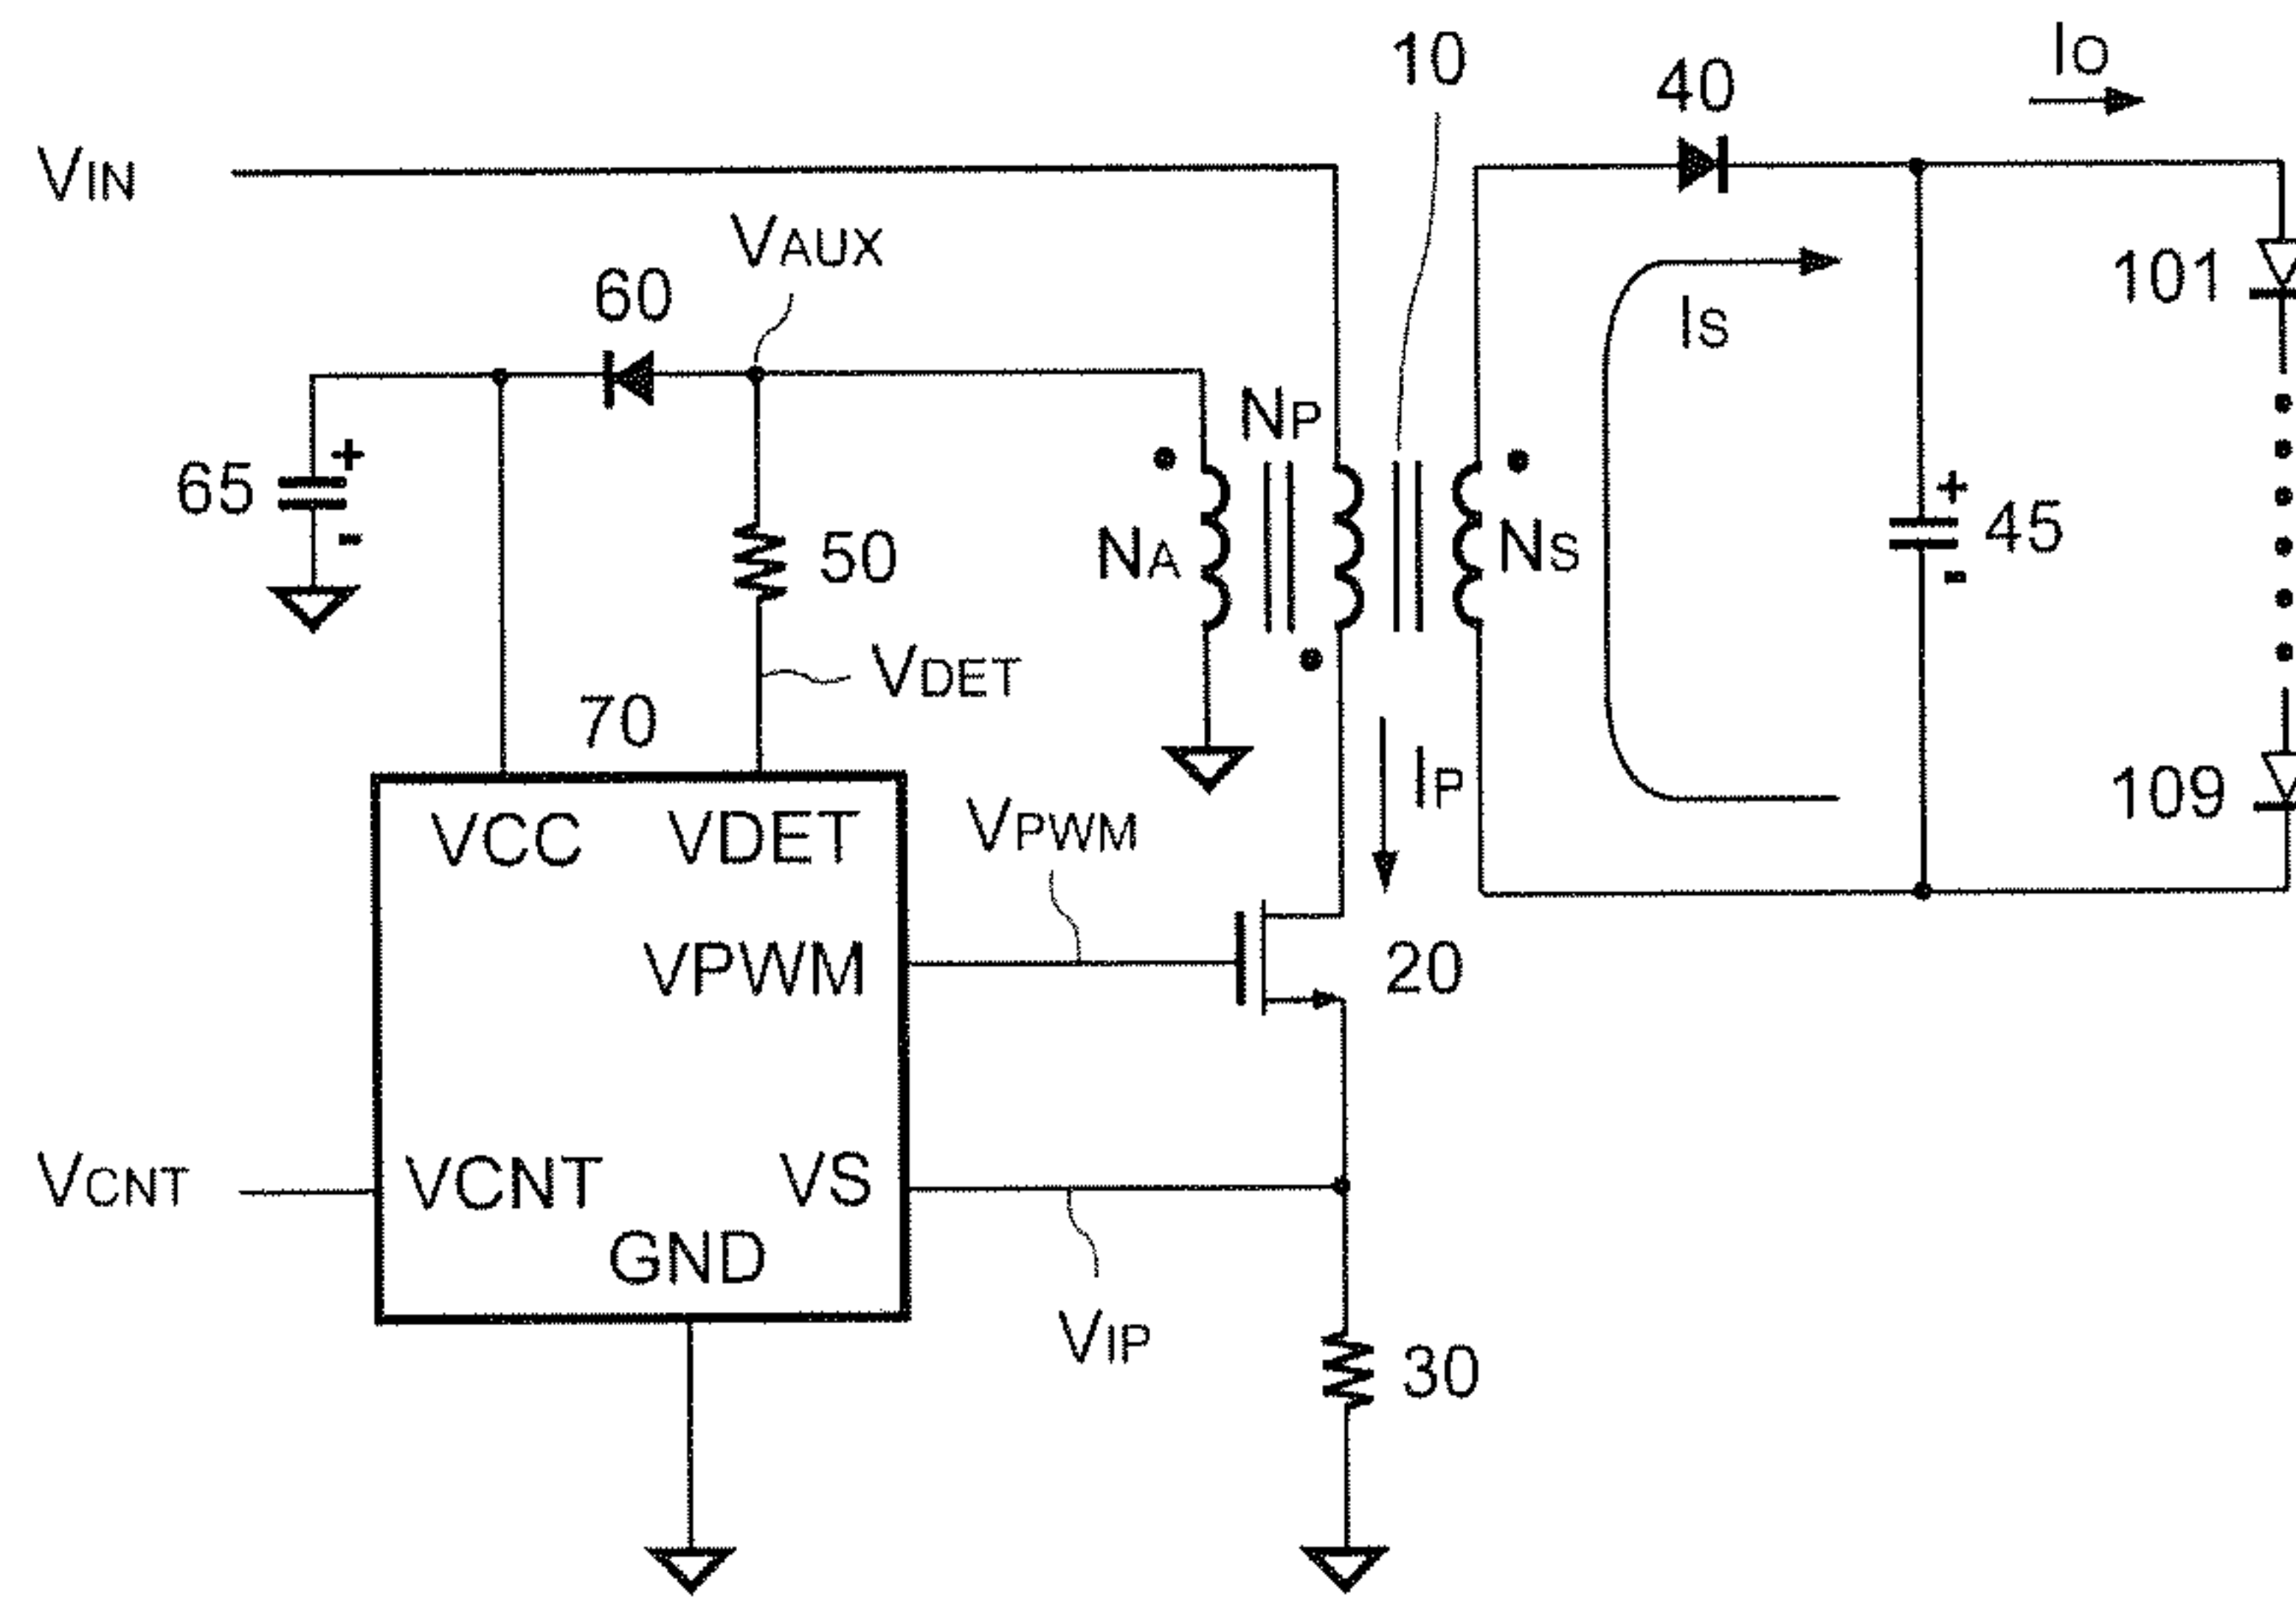 10
40
IO
VIN
VAUX
60
101
IS
NP
65
+
-
50
NA
NS
+
45
-
VDET
70
IP
109
VCC
VDET
VPWM
VPWM
20
VCNT
VCNT
VS
GND
VIP
30